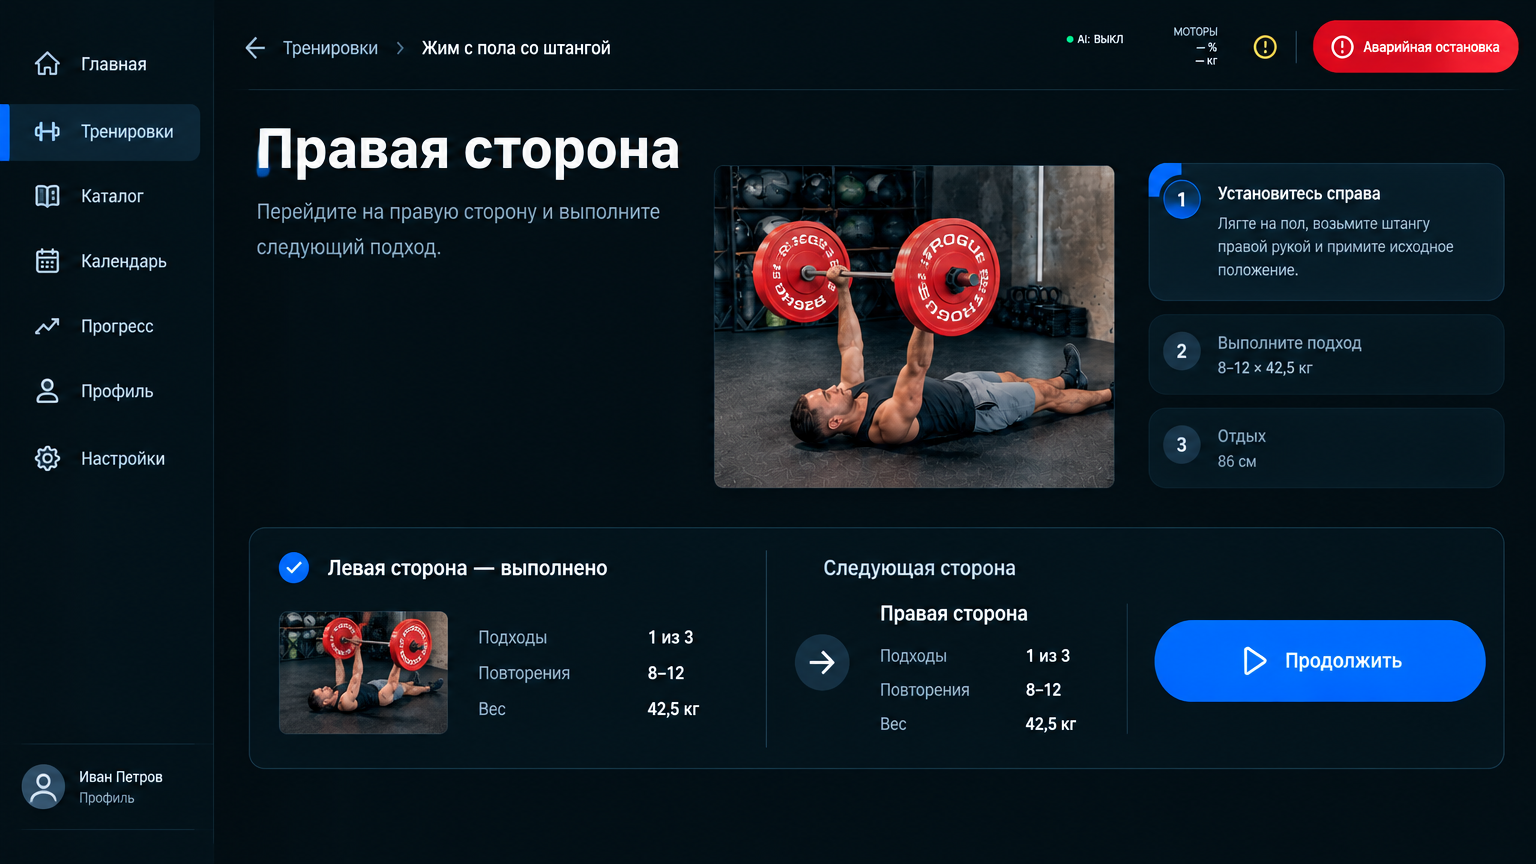 Главная
Тренировки
Каталог
Календарь
Прогресс
Профиль
Настройки
Иван Петров
Профиль
Тренировки
Жим с пола со штангой
AI: ВЫКЛ
МОТОРЫ
— %
— кг
Аварийная остановка
Правая сторона
Перейдите на правую сторону и выполните
следующий подход.
ROGUE
1
Установитесь справа
Лягте на пол, возьмите штангу
правой рукой и примите исходное
положение.
2
Выполните подход
8–12 × 42,5 кг
3
Отдых
86 см
Левая сторона — выполнено
Подходы 1 из 3
Повторения 8–12
Вес 42,5 кг
Следующая сторона
Правая сторона
Подходы 1 из 3
Повторения 8–12
Вес 42,5 кг
Продолжить